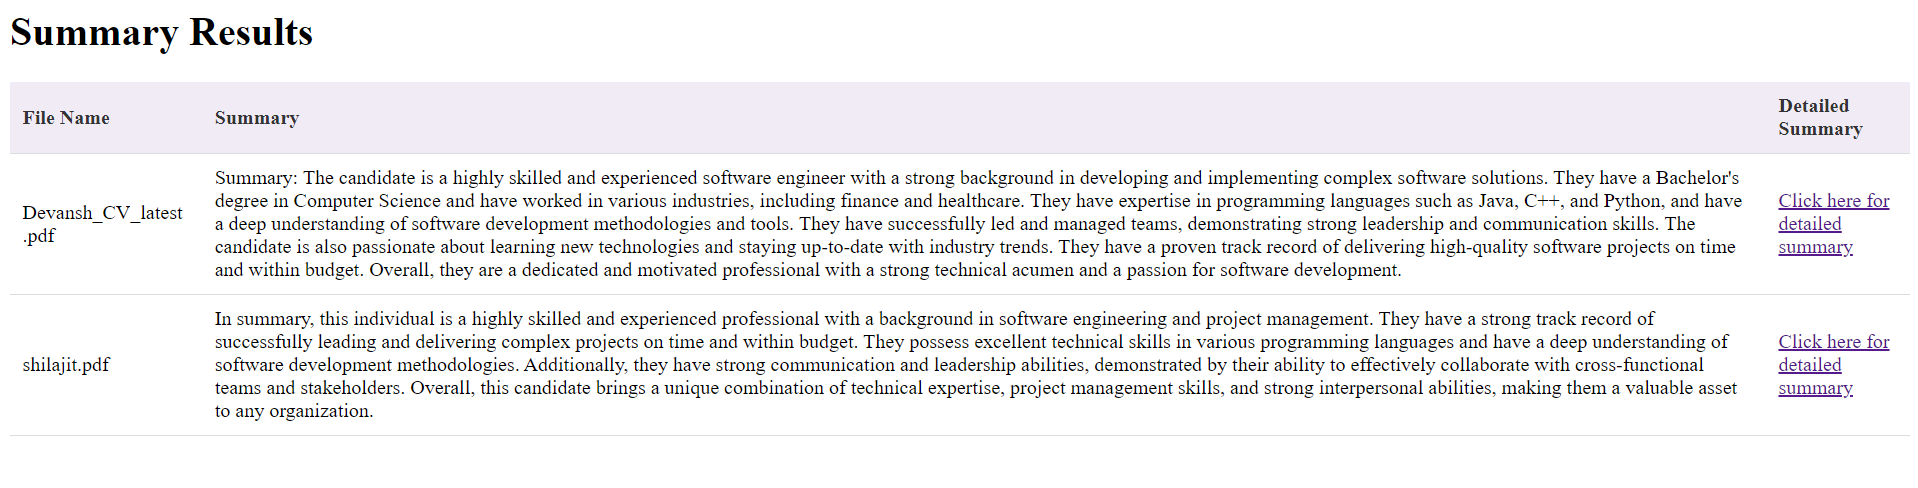 Summary Results
File Name
Summary
Detailed
Summary
Devansh_CV_latest
.pdf
Summary: The candidate is a highly skilled and experienced software engineer with a strong background in developing and implementing complex software solutions. They have a Bachelor's
degree in Computer Science and have worked in various industries, including finance and healthcare. They have expertise in programming languages such as Java, C++, and Python, and have
a deep understanding of software development methodologies and tools. They have successfully led and managed teams, demonstrating strong leadership and communication skills. The
candidate is also passionate about learning new technologies and staying up-to-date with industry trends. They have a proven track record of delivering high-quality software projects on time
and within budget. Overall, they are a dedicated and motivated professional with a strong technical acumen and a passion for software development.
Click here for
detailed
summary
shilajit.pdf
In summary, this individual is a highly skilled and experienced professional with a background in software engineering and project management. They have a strong track record of
successfully leading and delivering complex projects on time and within budget. They possess excellent technical skills in various programming languages and have a deep understanding of
software development methodologies. Additionally, they have strong communication and leadership abilities, demonstrated by their ability to effectively collaborate with cross-functional
teams and stakeholders. Overall, this candidate brings a unique combination of technical expertise, project management skills, and strong interpersonal abilities, making them a valuable asset
to any organization.
Click here for
detailed
summary